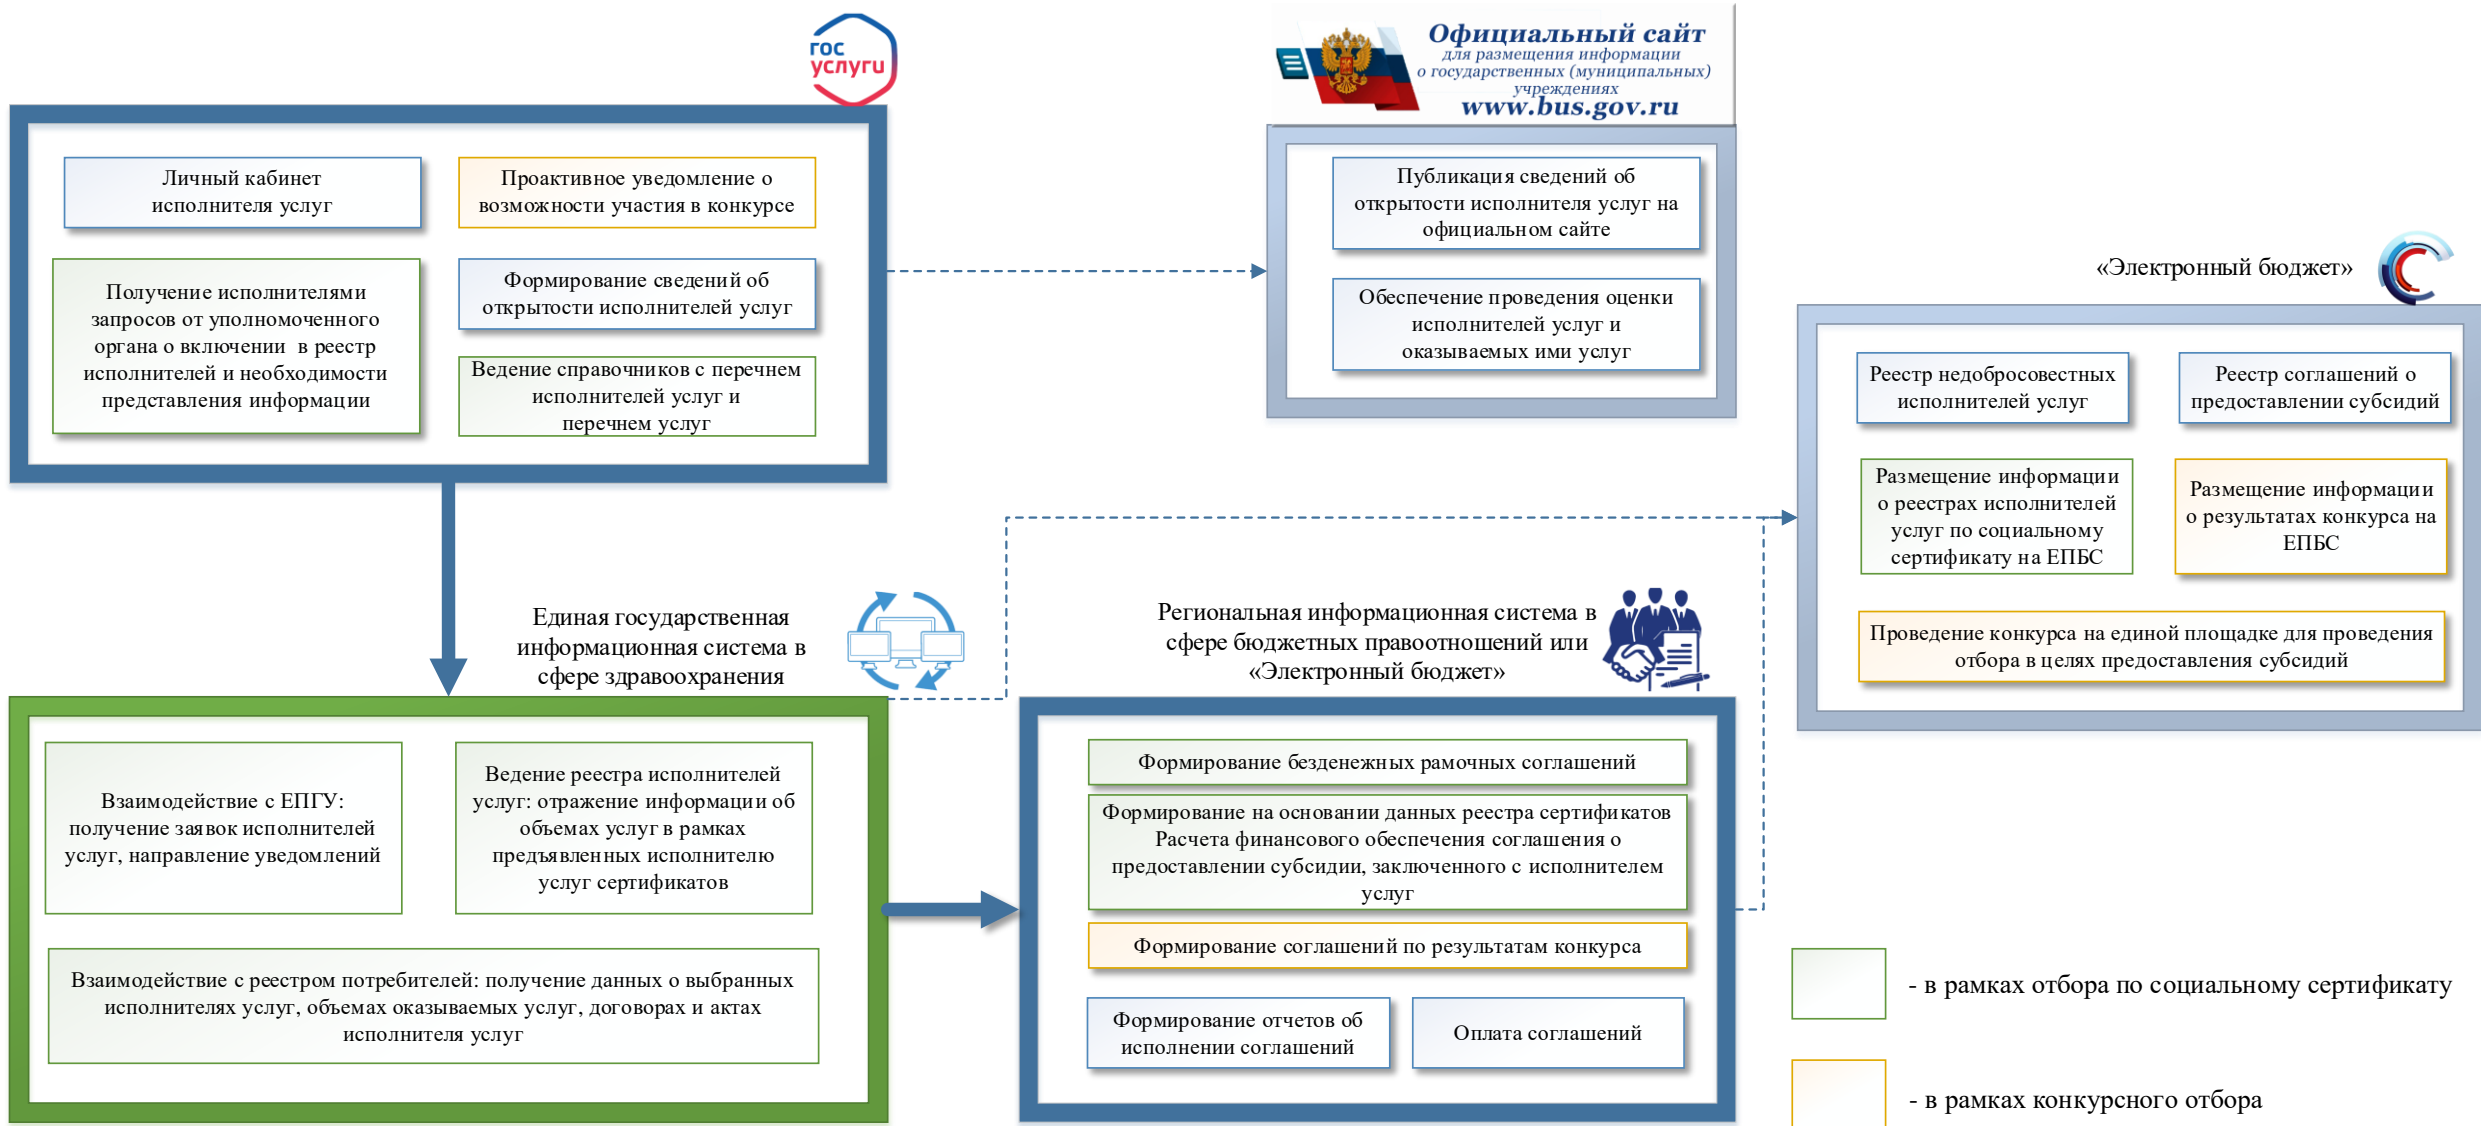 гос
услуги
Личный кабинет
исполнителя услуг
Проактивное уведомление о
возможности участия в конкурсе
Получение исполнителями
запросов от уполномоченного
органа о включении  в реестр
исполнителей и необходимости
представления информации
Формирование сведений об
открытости исполнителей услуг
Ведение справочников с перечнем
исполнителей услуг и
перечнем услуг
Официальный сайт
для размещения информации
о государственных (муниципальных)
учреждениях
www.bus.gov.ru
Публикация сведений об
открытости исполнителя услуг на
официальном сайте
Обеспечение проведения оценки
исполнителей услуг и
оказываемых ими услуг
«Электронный бюджет»
Реестр недобросовестных
исполнителей услуг
Реестр соглашений о
предоставлении субсидий
Размещение информации
о реестрах исполнителей
услуг по социальному
сертификату на ЕПБС
Размещение информации
о результатах конкурса на
ЕПБС
Проведение конкурса на единой площадке для проведения
отбора в целях предоставления субсидий
Единая государственная
информационная система в
сфере здравоохранения
Взаимодействие с ЕПГУ:
получение заявок исполнителей
услуг, направление уведомлений
Ведение реестра исполнителей
услуг: отражение информации об
объемах услуг в рамках
предъявленных исполнителю
услуг сертификатов
Взаимодействие с реестром потребителей: получение данных о выбранных
исполнителях услуг, объемах оказываемых услуг, договорах и актах
исполнителя услуг
Региональная информационная система в
сфере бюджетных правоотношений или
«Электронный бюджет»
Формирование безденежных рамочных соглашений
Формирование на основании данных реестра сертификатов
Расчета финансового обеспечения соглашения о
предоставлении субсидии, заключенного с исполнителем
услуг
Формирование соглашений по результатам конкурса
Формирование отчетов об
исполнении соглашений
Оплата соглашений
- в рамках отбора по социальному сертификату
- в рамках конкурсного отбора